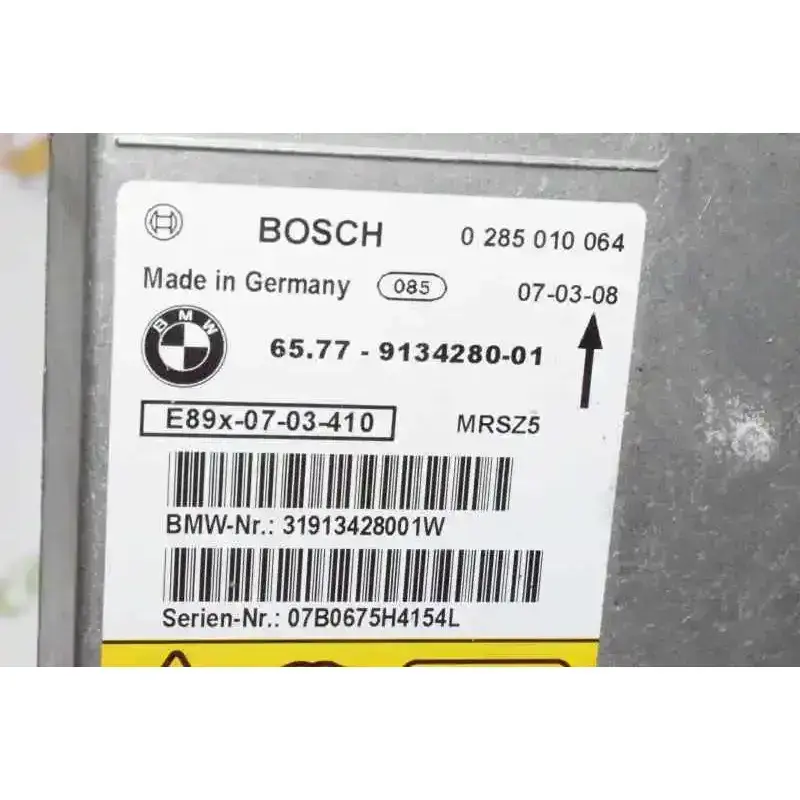 BOSCH 0 285 010 064
Made in Germany 085 07-03-08
BMW 65.77 - 9134280-01
E89x-07-03-410 MRSZ5
BMW-Nr.: 31913428001W
Serien-Nr.: 07B0675H4154L